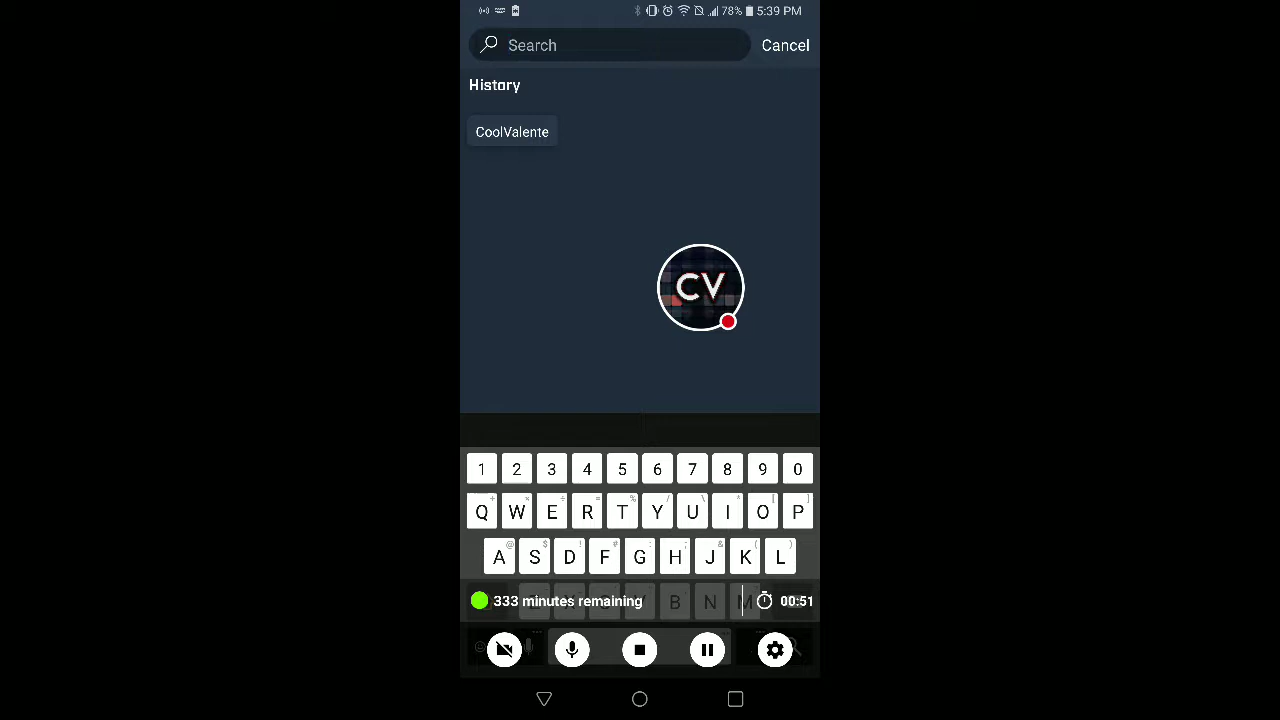 78% 5:39 PM
Search Cancel
History
CoolValente
CV
1 2 3 4 5 6 7 8 9 0
Q W E R T Y U I O P
A S D F G H J K L
B N M
333 minutes remaining 00:51